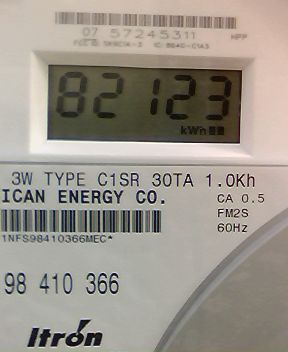 07 57245311 HPP
82123
kWh
3W TYPE C1SR 30TA 1.0Kh
ICAN ENERGY CO. CA 0.5
FM2S
1NFS98410366MEC* 60Hz
98 410 366
Itron